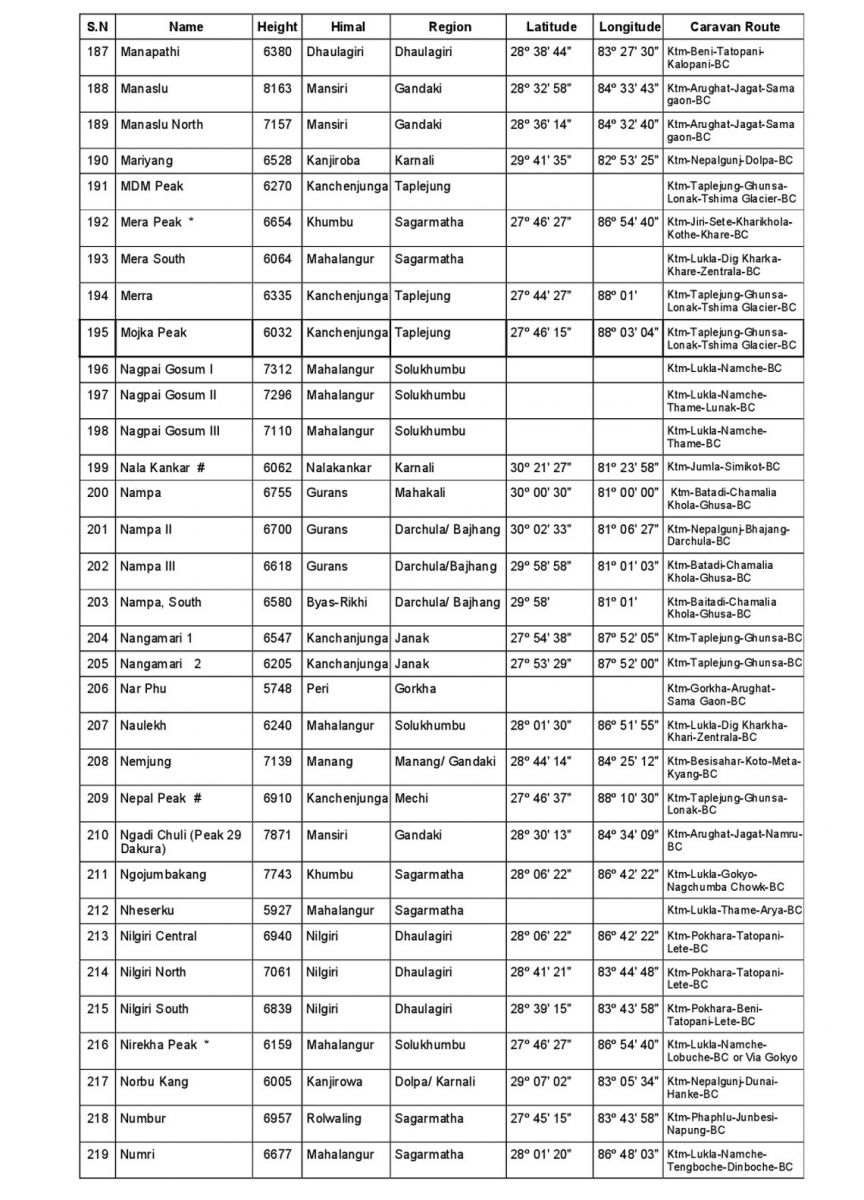 S.N Name Height Himal Region Latitude Longitude Caravan Route
187 Manapathi 6380 Dhaulagiri Dhaulagiri 28º 38' 44" 83º 27' 30" Ktm-Beni-Tatopani-
Kalopani-BC
188 Manaslu 8163 Mansiri Gandaki 28º 32' 58" 84º 33' 43" Ktm-Arughat-Jagat-Sama
gaon-BC
189 Manaslu North 7157 Mansiri Gandaki 28º 36' 14" 84º 32' 40" Ktm-Arughat-Jagat-Sama
gaon-BC
190 Mariyang 6528 Kanjiroba Karnali 29º 41' 35" 82º 53' 25" Ktm-Nepalgunj-Dolpa-BC
191 MDM Peak 6270 Kanchenjunga Taplejung Ktm-Taplejung-Ghunsa-
Lonak-Tshima Glacier-BC
192 Mera Peak * 6654 Khumbu Sagarmatha 27º 46' 27" 86º 54' 40" Ktm-Jiri-Sete-Kharikhola-
Kothe-Khare-BC
193 Mera South 6064 Mahalangur Sagarmatha Ktm-Lukla-Dig Kharka-
Khare-Zentrala-BC
194 Merra 6335 Kanchenjunga Taplejung 27º 44' 27" 88º 01' Ktm-Taplejung-Ghunsa-
Lonak-Tshima Glacier-BC
195 Mojka Peak 6032 Kanchenjunga Taplejung 27º 46' 15" 88º 03' 04" Ktm-Taplejung-Ghunsa-
Lonak-Tshima Glacier-BC
196 Nagpai Gosum I 7312 Mahalangur Solukhumbu Ktm-Lukla-Namche-BC
197 Nagpai Gosum II 7296 Mahalangur Solukhumbu Ktm-Lukla-Namche-
Thame-Lunak-BC
198 Nagpai Gosum III 7110 Mahalangur Solukhumbu Ktm-Lukla-Namche-
Thame-BC
199 Nala Kankar # 6062 Nalakankar Karnali 30º 21' 27" 81º 23' 58" Ktm-Jumla-Simikot-BC
200 Nampa 6755 Gurans Mahakali 30º 00' 30" 81º 00' 00" Ktm-Batadi-Chamalia
Khola-Ghusa-BC
201 Nampa II 6700 Gurans Darchula/ Bajhang 30º 02' 33" 81º 06' 27" Ktm-Nepalgunj-Bhajang-
Darchula-BC
202 Nampa III 6618 Gurans Darchula/Bajhang 29º 58' 58" 81º 01' 03" Ktm-Batadi-Chamalia
Khola-Ghusa-BC
203 Nampa, South 6580 Byas-Rikhi Darchula/ Bajhang 29º 58' 81º 01' Ktm-Baitadi-Chamalia
Khola-Ghusa-BC
204 Nangamari 1 6547 Kanchanjunga Janak 27º 54' 38" 87º 52' 05" Ktm-Taplejung-Ghunsa-BC
205 Nangamari 2 6205 Kanchanjunga Janak 27º 53' 29" 87º 52' 00" Ktm-Taplejung-Ghunsa-BC
206 Nar Phu 5748 Peri Gorkha Ktm-Gorkha-Arughat-
Sama Gaon-BC
207 Naulekh 6240 Mahalangur Solukhumbu 28º 01' 30" 86º 51' 55" Ktm-Lukla-Dig Kharkha-
Khari-Zentrala-BC
208 Nemjung 7139 Manang Manang/ Gandaki 28º 44' 14" 84º 25' 12" Ktm-Besisahar-Koto-Meta-
Kyang-BC
209 Nepal Peak # 6910 Kanchenjunga Mechi 27º 46' 37" 88º 10' 30" Ktm-Taplejung-Ghunsa-
Lonak-BC
210 Ngadi Chuli (Peak 29 7871 Mansiri Gandaki 28º 30' 13" 84º 34' 09" Ktm-Arughat-Jagat-Namru-
Dakura) BC
211 Ngojumbakang 7743 Khumbu Sagarmatha 28º 06' 22" 86º 42' 22" Ktm-Lukla-Gokyo-
Nagchumba Chowk-BC
212 Nheserku 5927 Mahalangur Sagarmatha Ktm-Lukla-Thame-Arya-BC
213 Nilgiri Central 6940 Nilgiri Dhaulagiri 28º 06' 22" 86º 42' 22" Ktm-Pokhara-Tatopani-
Lete-BC
214 Nilgiri North 7061 Nilgiri Dhaulagiri 28º 41' 21" 83º 44' 48" Ktm-Pokhara-Tatopani-
Lete-BC
215 Nilgiri South 6839 Nilgiri Dhaulagiri 28º 39' 15" 83º 43' 58" Ktm-Pokhara-Beni-
Tatopani-Lete-BC
216 Nirekha Peak * 6159 Mahalangur Solukhumbu 27º 46' 27" 86º 54' 40" Ktm-Lukla-Namche-
Lobuche-BC or Via Gokyo
217 Norbu Kang 6005 Kanjirowa Dolpa/ Karnali 29º 07' 02" 83º 05' 34" Ktm-Nepalgunj-Dunai-
Hanke-BC
218 Numbur 6957 Rolwaling Sagarmatha 27º 45' 15" 83º 43' 58" Ktm-Phaphlu-Junbesi-
Napung-BC
219 Numri 6677 Mahalangur Sagarmatha 28º 01' 20" 86º 48' 03" Ktm-Lukla-Namche-
Tengboche-Dinboche-BC